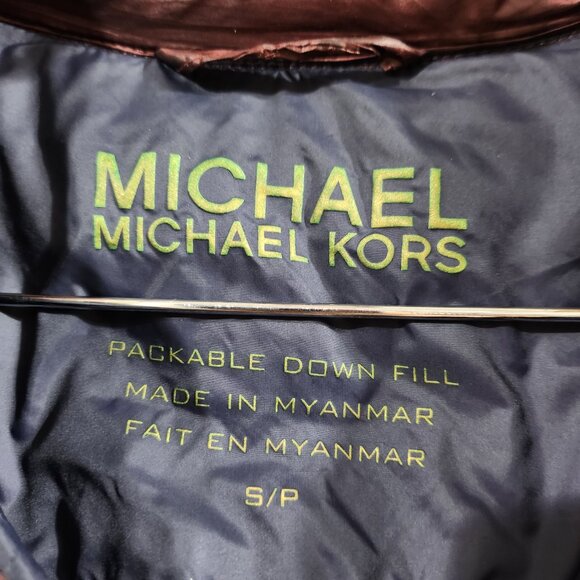 MICHAEL
MICHAEL KORS
PACKABLE DOWN FILL
MADE IN MYANMAR
FAIT EN MYANMAR
S/P